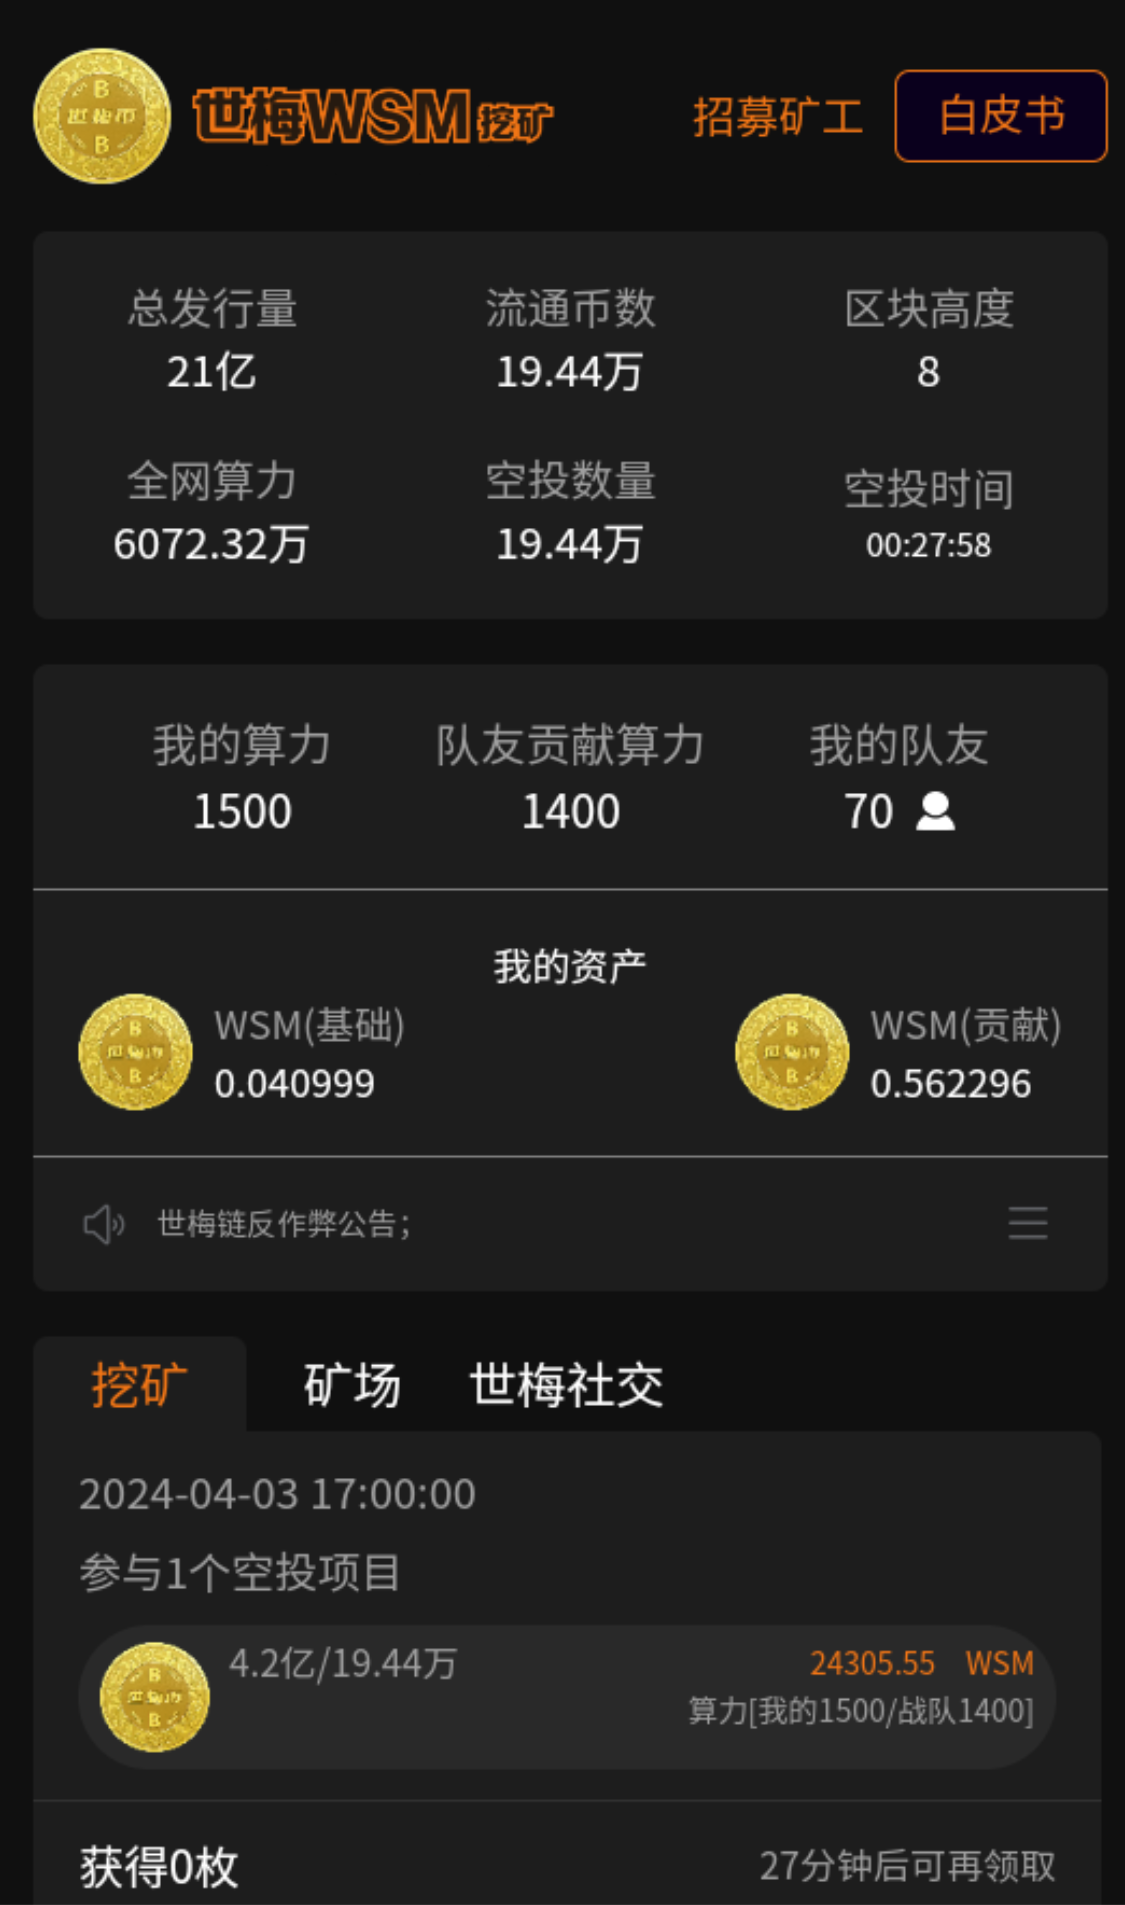 世梅WSM挖矿 招募矿工 白皮书
B
世梅币
B
总发行量 流通币数 区块高度
21亿 19.44万 8
全网算力 空投数量 空投时间
6072.32万 19.44万 00:27:58
我的算力 队友贡献算力 我的队友
1500 1400 70
我的资产
WSM(基础) WSM(贡献)
0.040999 0.562296
世梅链反作弊公告；
挖矿 矿场 世梅社交
2024-04-03 17:00:00
参与1个空投项目
4.2亿/19.44万 24305.55 WSM
算力[我的1500/战队1400]
获得0枚 27分钟后可再领取